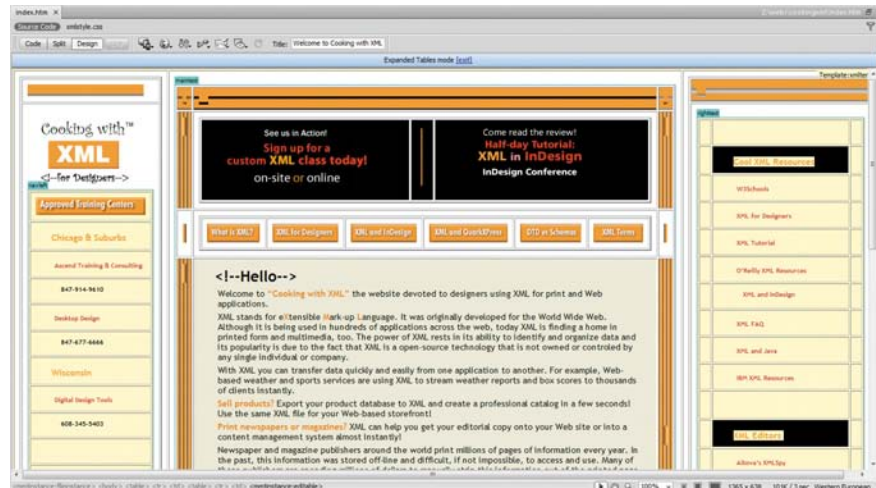 index.htm
Source Code xmlstyle.css
Code Split Design Title: Welcome to Cooking with XML
Expanded Tables mode [exit]
Template:xmlter
Cooking with™
XML
<!--for Designers-->
navleft
Approved Training Centers
Chicago & Suburbs
Ascend Training & Consulting
847-914-9610
Desktop Design
847-677-6666
Wisconsin
Digital Design Tools
608-345-5403
See us in Action!
Sign up for a
custom XML class today!
on-site or online
Come read the review!
Half-day Tutorial:
XML in InDesign
InDesign Conference
What is XML? XML for Designers XML and InDesign XML and QuarkXPress DTD or Schemas XML Terms
<!--Hello-->
Welcome to "Cooking with XML" the website devoted to designers using XML for print and Web
applications.
XML stands for eXtensible Mark-up Language. It was originally developed for the World Wide Web.
Although it is being used in hundreds of applications across the web, today XML is finding a home in
printed form and multimedia, too. The power of XML rests in its ability to identify and organize data and
its popularity is due to the fact that XML is a open-source technology that is not owned or controled by
any single individual or company.
With XML you can transfer data quickly and easily from one application to another. For example, Web-
based weather and sports services are using XML to stream weather reports and box scores to thousands
of clients instantly.
Sell products? Export your product database to XML and create a professional catalog in a few seconds!
Use the same XML file for your Web-based storefront!
Print newspapers or magazines? XML can help you get your editorial copy onto your Web site or into a
content management system almost instantly!
Newspaper and magazine publishers around the world print millions of pages of information every year. In
the past, this information was stored off-line and difficult, if not impossible, to access and use. Many of
Cool XML Resources
W3Schools
XML for Designers
XML Tutorial
O'Reilly XML Resources
XML and InDesign
XML FAQ
XML and Java
IBM XML Resources
XML Editors
Altova's XMLSpy
100% 1365 x 638 Western European